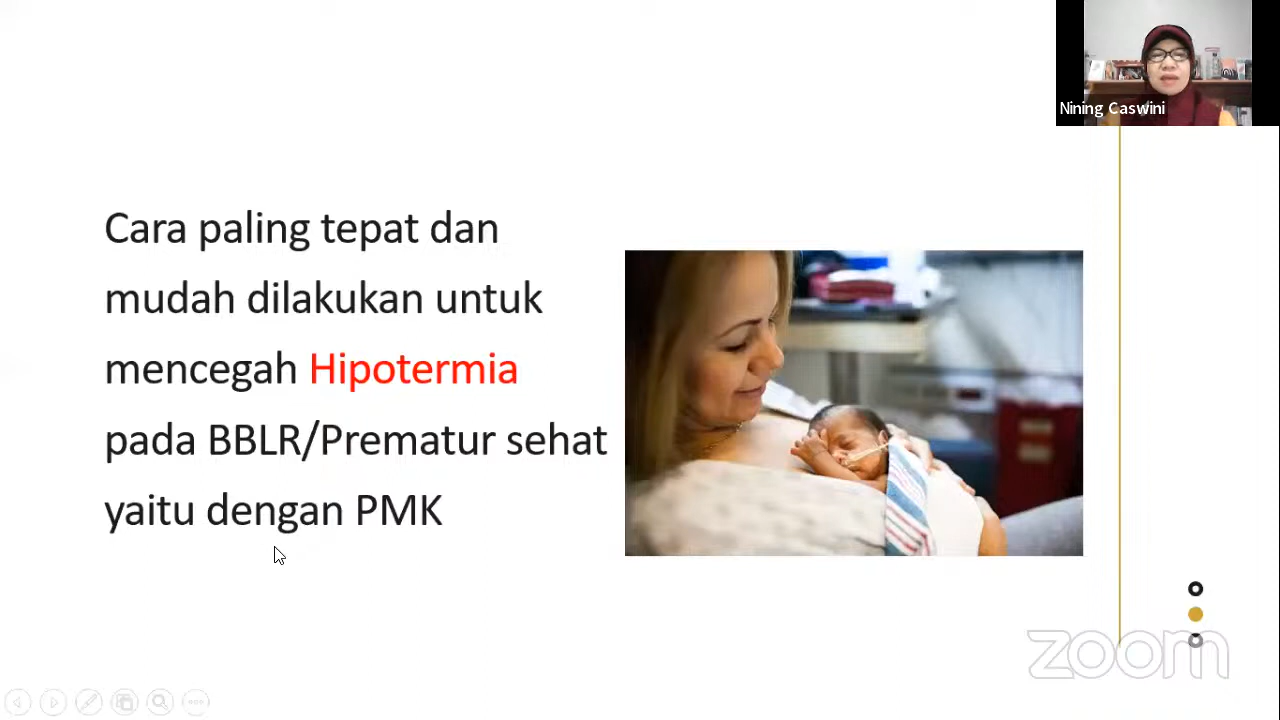 Nining Caswini
Cara paling tepat dan
mudah dilakukan untuk
mencegah Hipotermia
pada BBLR/Prematur sehat
yaitu dengan PMK
zoom